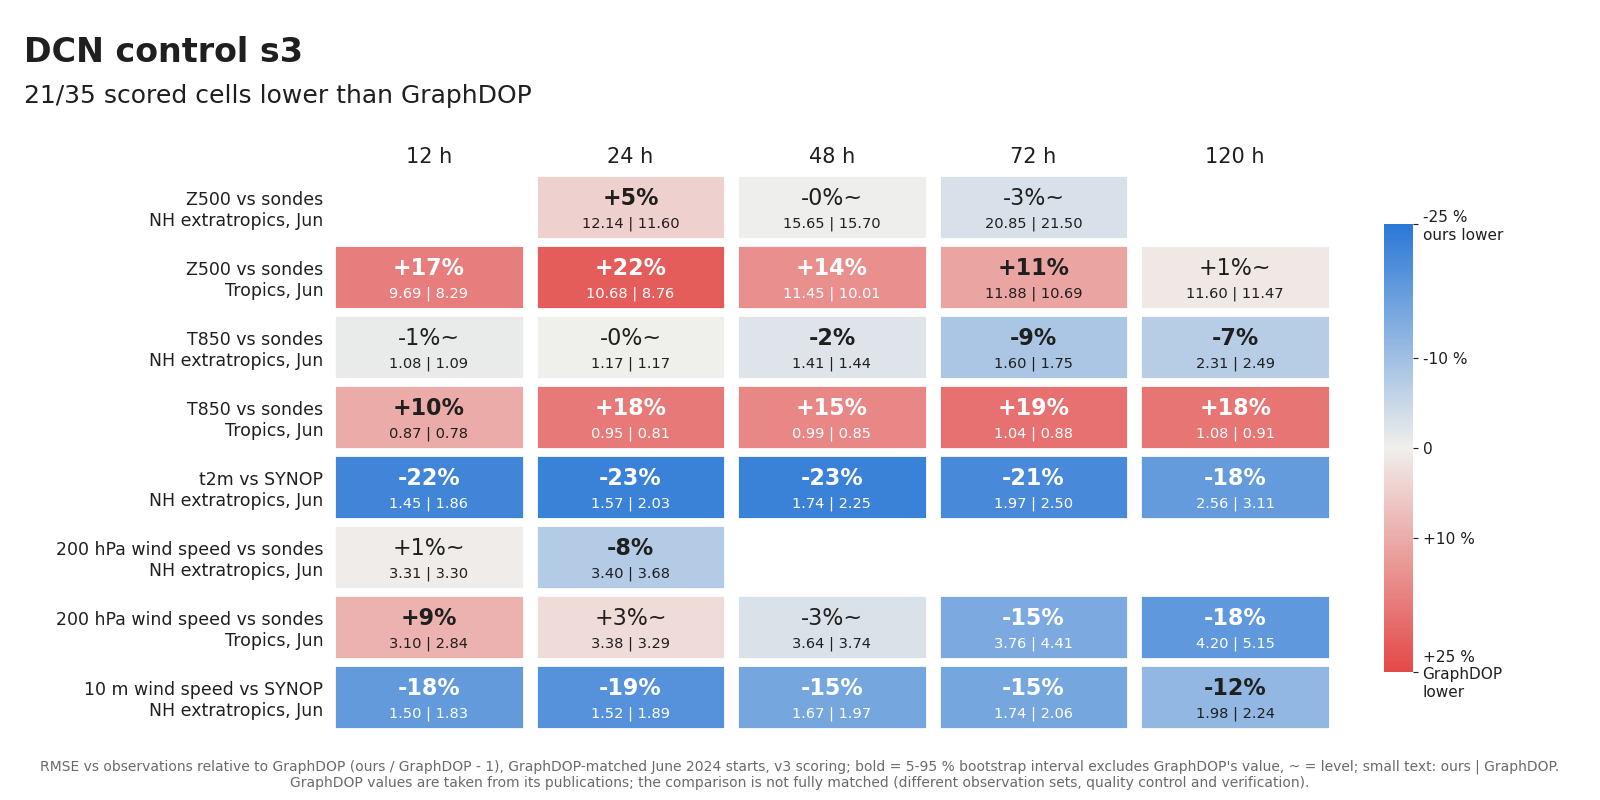 DCN control s3
21/35 scored cells lower than GraphDOP
12 h 24 h 48 h 72 h 120 h
Z500 vs sondes
NH extratropics, Jun
+5% -0%~ -3%~
12.14 | 11.60 15.65 | 15.70 20.85 | 21.50
Z500 vs sondes
Tropics, Jun
+17% +22% +14% +11% +1%~
9.69 | 8.29 10.68 | 8.76 11.45 | 10.01 11.88 | 10.69 11.60 | 11.47
T850 vs sondes
NH extratropics, Jun
-1%~ -0%~ -2% -9% -7%
1.08 | 1.09 1.17 | 1.17 1.41 | 1.44 1.60 | 1.75 2.31 | 2.49
T850 vs sondes
Tropics, Jun
+10% +18% +15% +19% +18%
0.87 | 0.78 0.95 | 0.81 0.99 | 0.85 1.04 | 0.88 1.08 | 0.91
t2m vs SYNOP
NH extratropics, Jun
-22% -23% -23% -21% -18%
1.45 | 1.86 1.57 | 2.03 1.74 | 2.25 1.97 | 2.50 2.56 | 3.11
200 hPa wind speed vs sondes
NH extratropics, Jun
+1%~ -8%
3.31 | 3.30 3.40 | 3.68
200 hPa wind speed vs sondes
Tropics, Jun
+9% +3%~ -3%~ -15% -18%
3.10 | 2.84 3.38 | 3.29 3.64 | 3.74 3.76 | 4.41 4.20 | 5.15
10 m wind speed vs SYNOP
NH extratropics, Jun
-18% -19% -15% -15% -12%
1.50 | 1.83 1.52 | 1.89 1.67 | 1.97 1.74 | 2.06 1.98 | 2.24
-25 %
ours lower
-10 %
0
+10 %
+25 %
GraphDOP
lower
RMSE vs observations relative to GraphDOP (ours / GraphDOP - 1), GraphDOP-matched June 2024 starts, v3 scoring; bold = 5-95 % bootstrap interval excludes GraphDOP's value, ~ = level; small text: ours | GraphDOP.
GraphDOP values are taken from its publications; the comparison is not fully matched (different observation sets, quality control and verification).